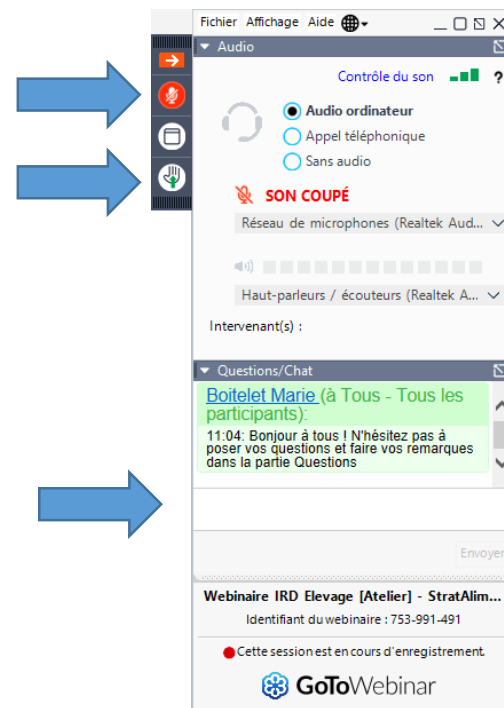 Fichier Affichage Aide
Audio
Contrôle du son ?
Audio ordinateur
Appel téléphonique
Sans audio
SON COUPÉ
Réseau de microphones (Realtek Aud...
Haut-parleurs / écouteurs (Realtek A...
Intervenant(s) :
Questions/Chat
Boitelet Marie (à Tous - Tous les
participants):
11:04: Bonjour à tous ! N'hésitez pas à
poser vos questions et faire vos remarques
dans la partie Questions
Envoyer
Webinaire IRD Elevage [Atelier] - StratAlim...
Identifiant du webinaire : 753-991-491
Cette session est en cours d'enregistrement.
GoToWebinar